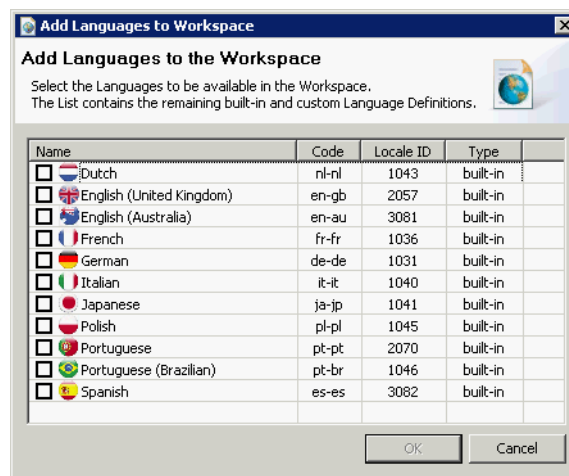 Add Languages to Workspace
Add Languages to the Workspace
Select the Languages to be available in the Workspace.
The List contains the remaining built-in and custom Language Definitions.
Name Code Locale ID Type
Dutch nl-nl 1043 built-in
English (United Kingdom) en-gb 2057 built-in
English (Australia) en-au 3081 built-in
French fr-fr 1036 built-in
German de-de 1031 built-in
Italian it-it 1040 built-in
Japanese ja-jp 1041 built-in
Polish pl-pl 1045 built-in
Portuguese pt-pt 2070 built-in
Portuguese (Brazilian) pt-br 1046 built-in
Spanish es-es 3082 built-in
OK Cancel